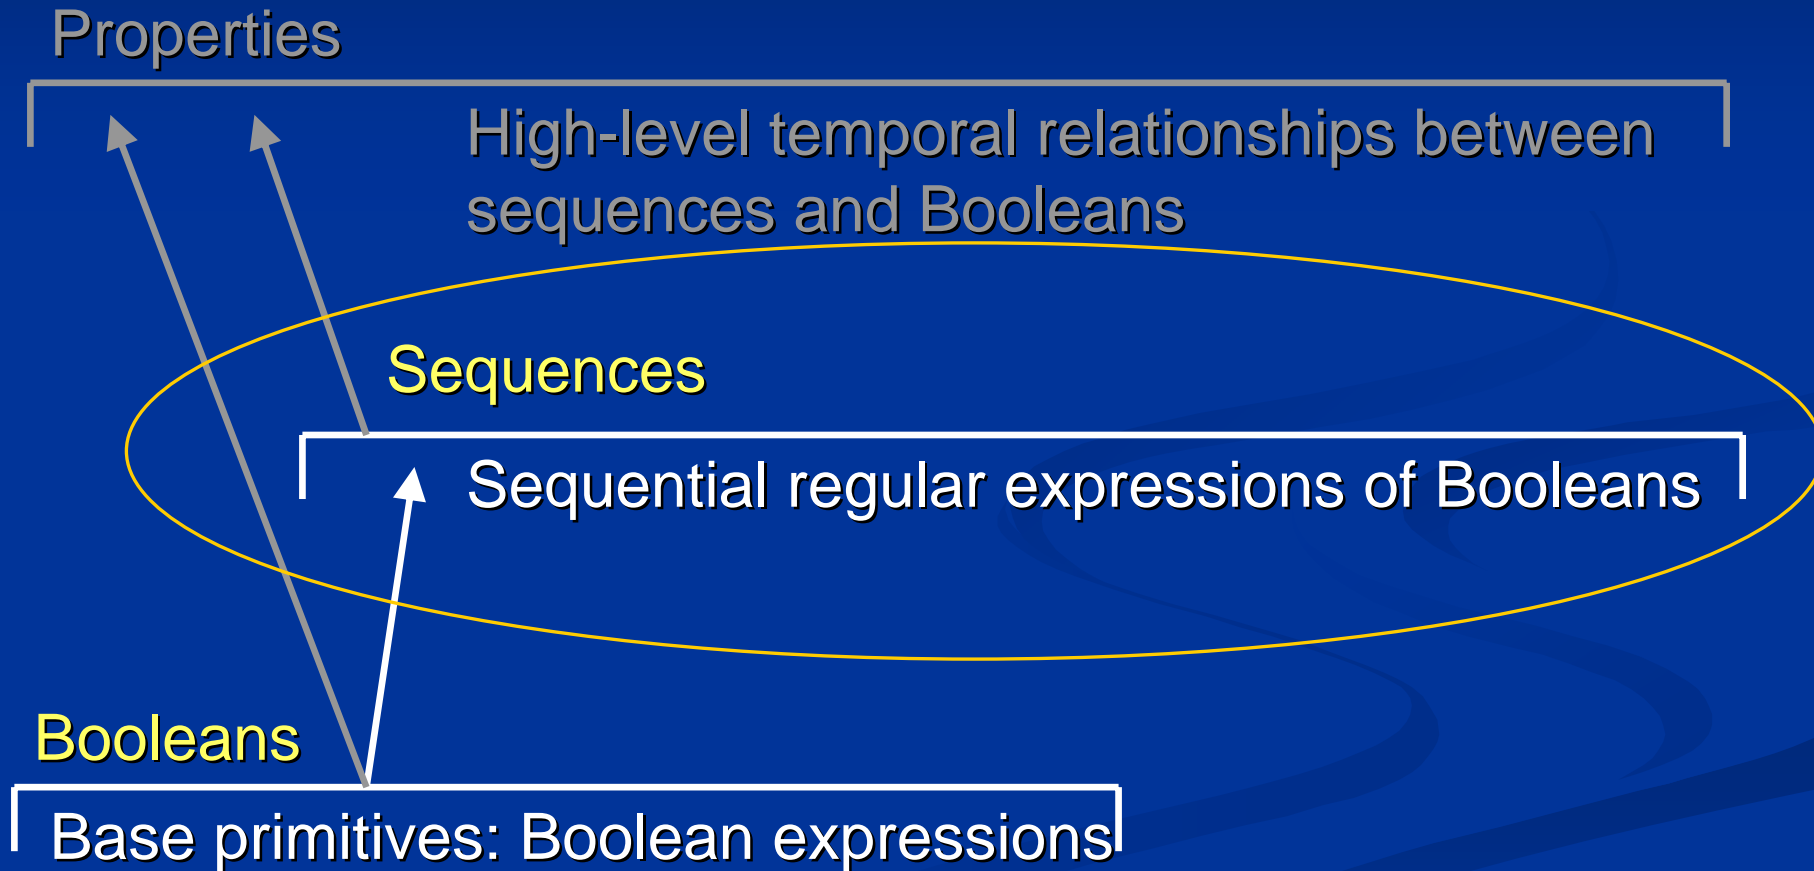 Properties
High-level temporal relationships between
sequences and Booleans
Sequences
Sequential regular expressions of Booleans
Booleans
Base primitives: Boolean expressions